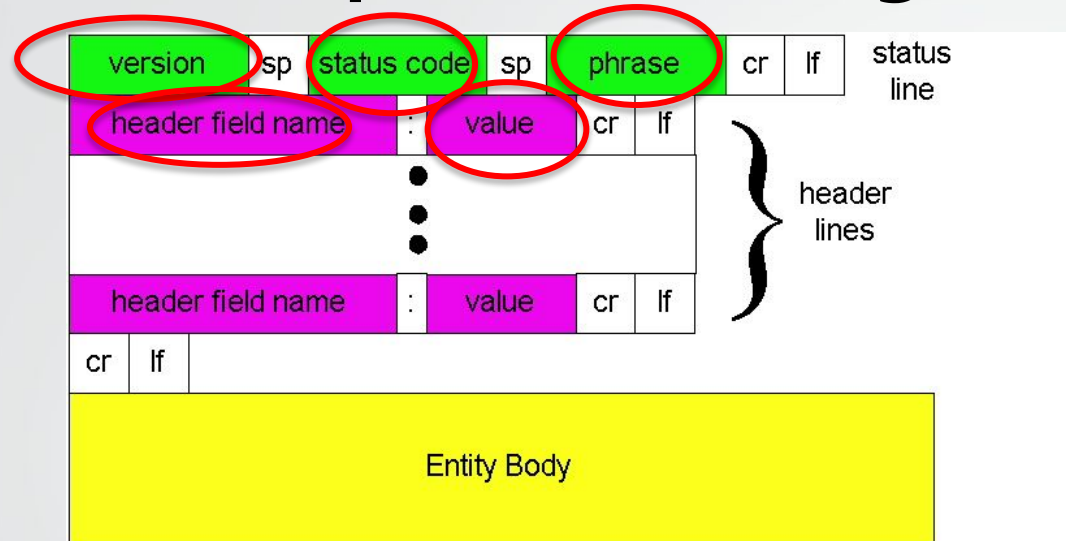 version sp status code sp phrase cr lf status line
header field name : value cr lf
header lines
header field name : value cr lf
cr lf
Entity Body